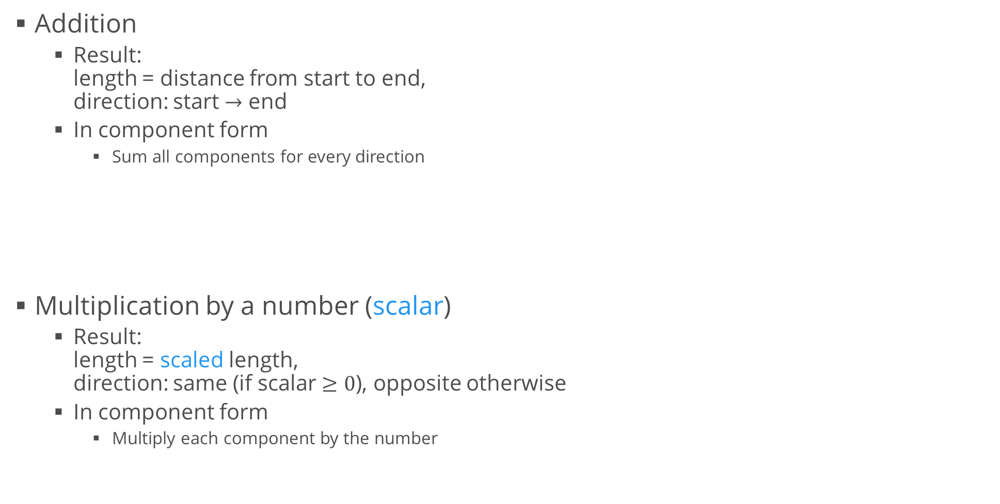 ▪ Addition
▪ Result:
length = distance from start to end,
direction: start → end
▪ In component form
▪ Sum all components for every direction
▪ Multiplication by a number (scalar)
▪ Result:
length = scaled length,
direction: same (if scalar ≥ 0), opposite otherwise
▪ In component form
▪ Multiply each component by the number